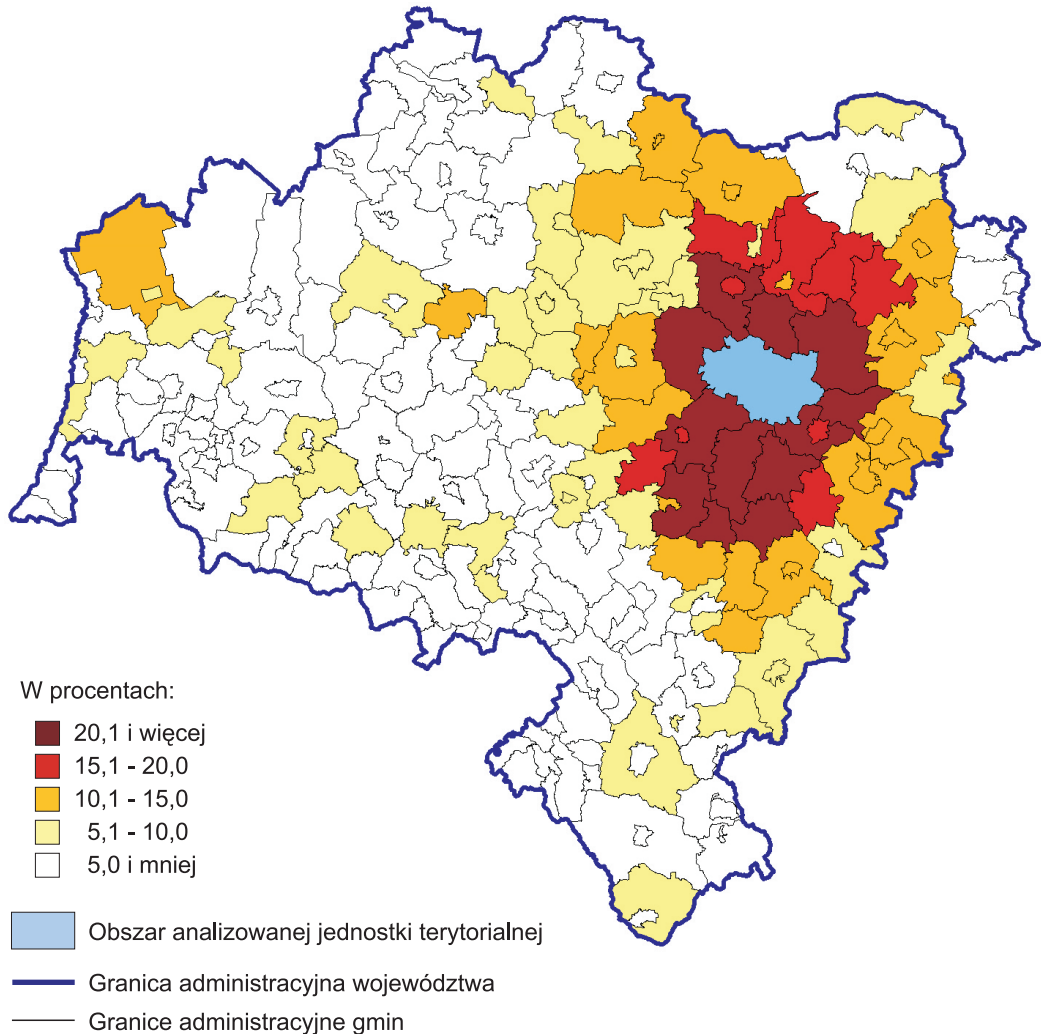 W procentach:
20,1 i więcej
15,1 - 20,0
10,1 - 15,0
5,1 - 10,0
5,0 i mniej
Obszar analizowanej jednostki terytorialnej
Granica administracyjna województwa
Granice administracyjne gmin